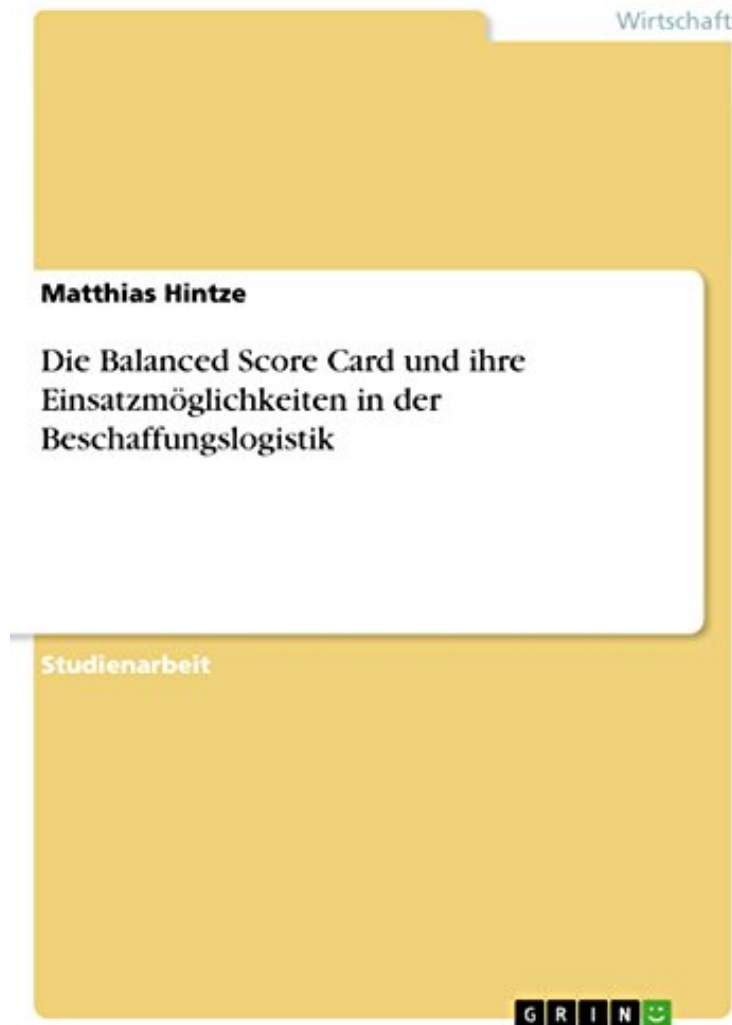 Wirtschaft
Matthias Hintze
Die Balanced Score Card und ihre
Einsatzmöglichkeiten in der
Beschaffungslogistik
Studienarbeit
GRIN